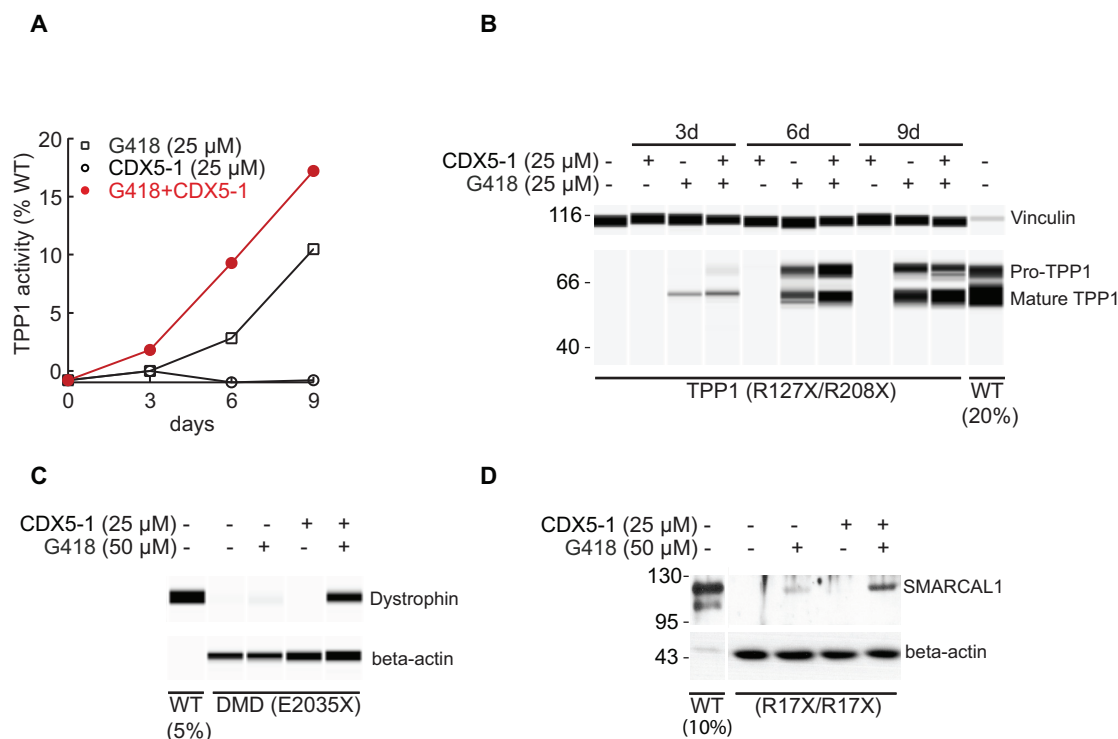 A
20
15
10
5
0
TPP1 activity (% WT)
G418 (25 µM)
CDX5-1 (25 µM)
G418+CDX5-1
0 3 6 9
days
B
3d 6d 9d
CDX5-1 (25 µM) - + - + + - + + - + -
G418 (25 µM) - - + + - + + - + + -
116 - Vinculin
Pro-TPP1
66 -
Mature TPP1
40 -
TPP1 (R127X/R208X) WT
(20%)
C
CDX5-1 (25 µM) - - - + +
G418 (50 µM) - - + - +
Dystrophin
beta-actin
WT DMD (E2035X)
(5%)
D
CDX5-1 (25 µM) - - - + +
G418 (50 µM) - - + - +
130 -
SMARCAL1
95 -
43 - beta-actin
WT (R17X/R17X)
(10%)